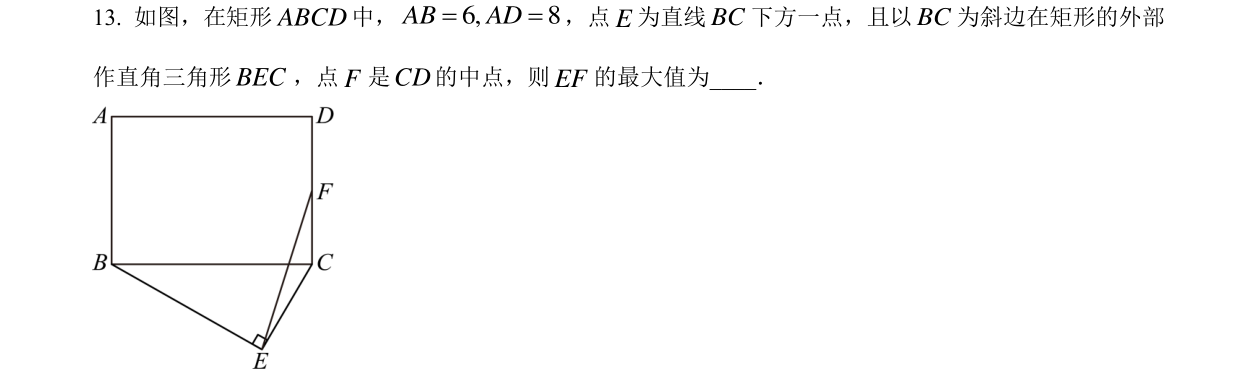 13. 如图，在矩形 ABCD 中， AB = 6, AD = 8，点 E 为直线 BC 下方一点，且以 BC 为斜边在矩形的外部
作直角三角形 BEC ，点 F 是 CD 的中点，则 EF 的最大值为____．
A D
F
B C
E